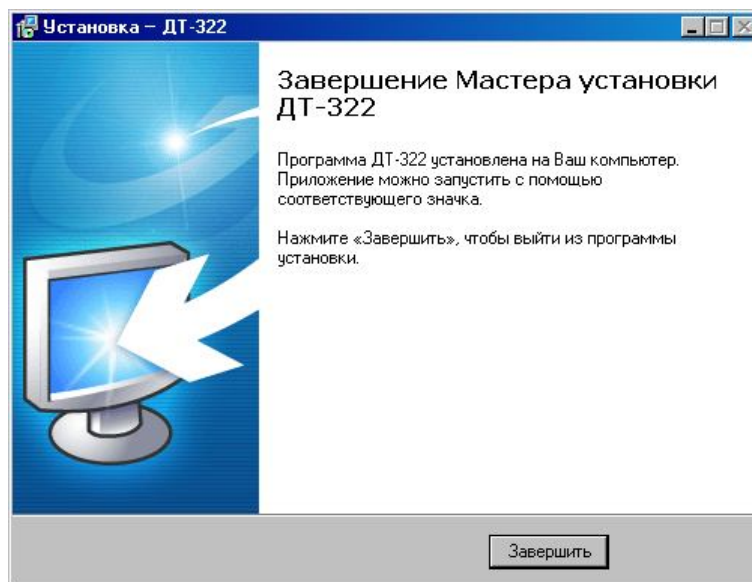 Установка – ДТ-322
Завершение Мастера установки
ДТ-322
Программа ДТ-322 установлена на Ваш компьютер.
Приложение можно запустить с помощью
соответствующего значка.
Нажмите «Завершить», чтобы выйти из программы
установки.
Завершить